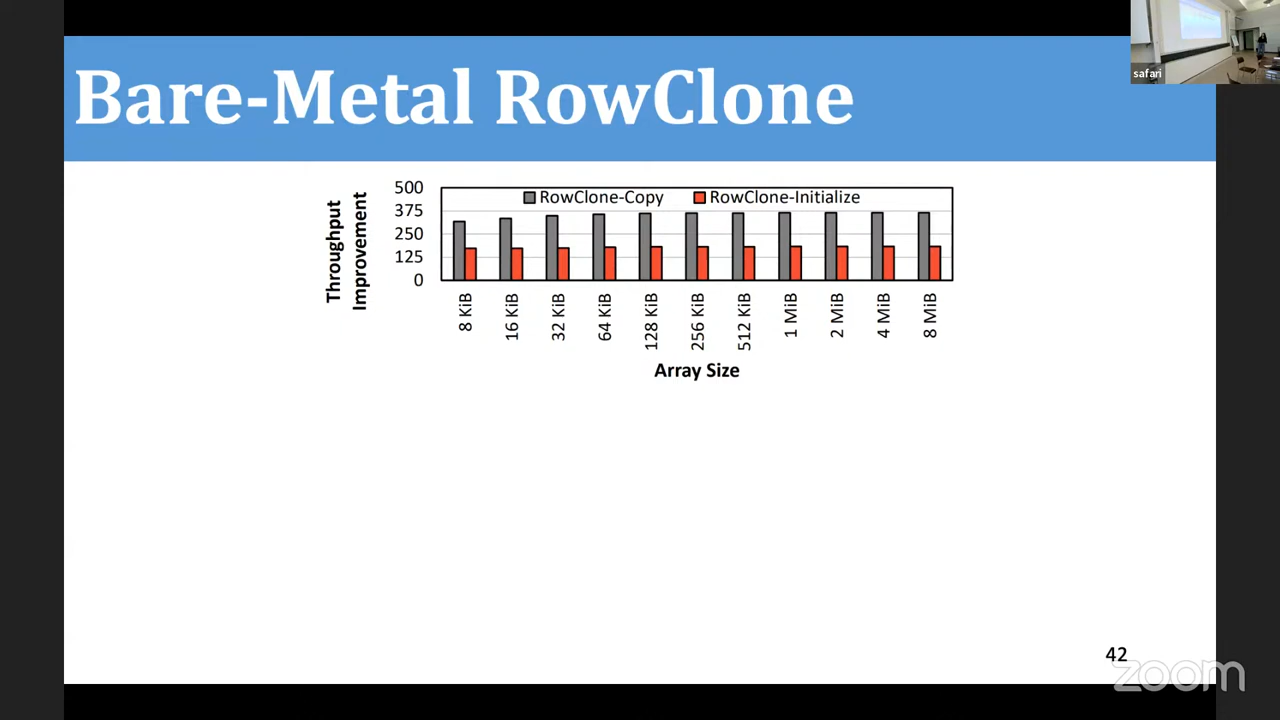 safari
Bare-Metal RowClone
Throughput
Improvement
500
375
250
125
0
RowClone-Copy
RowClone-Initialize
8 KiB
16 KiB
32 KiB
64 KiB
128 KiB
256 KiB
512 KiB
1 MiB
2 MiB
4 MiB
8 MiB
Array Size
42
zoom